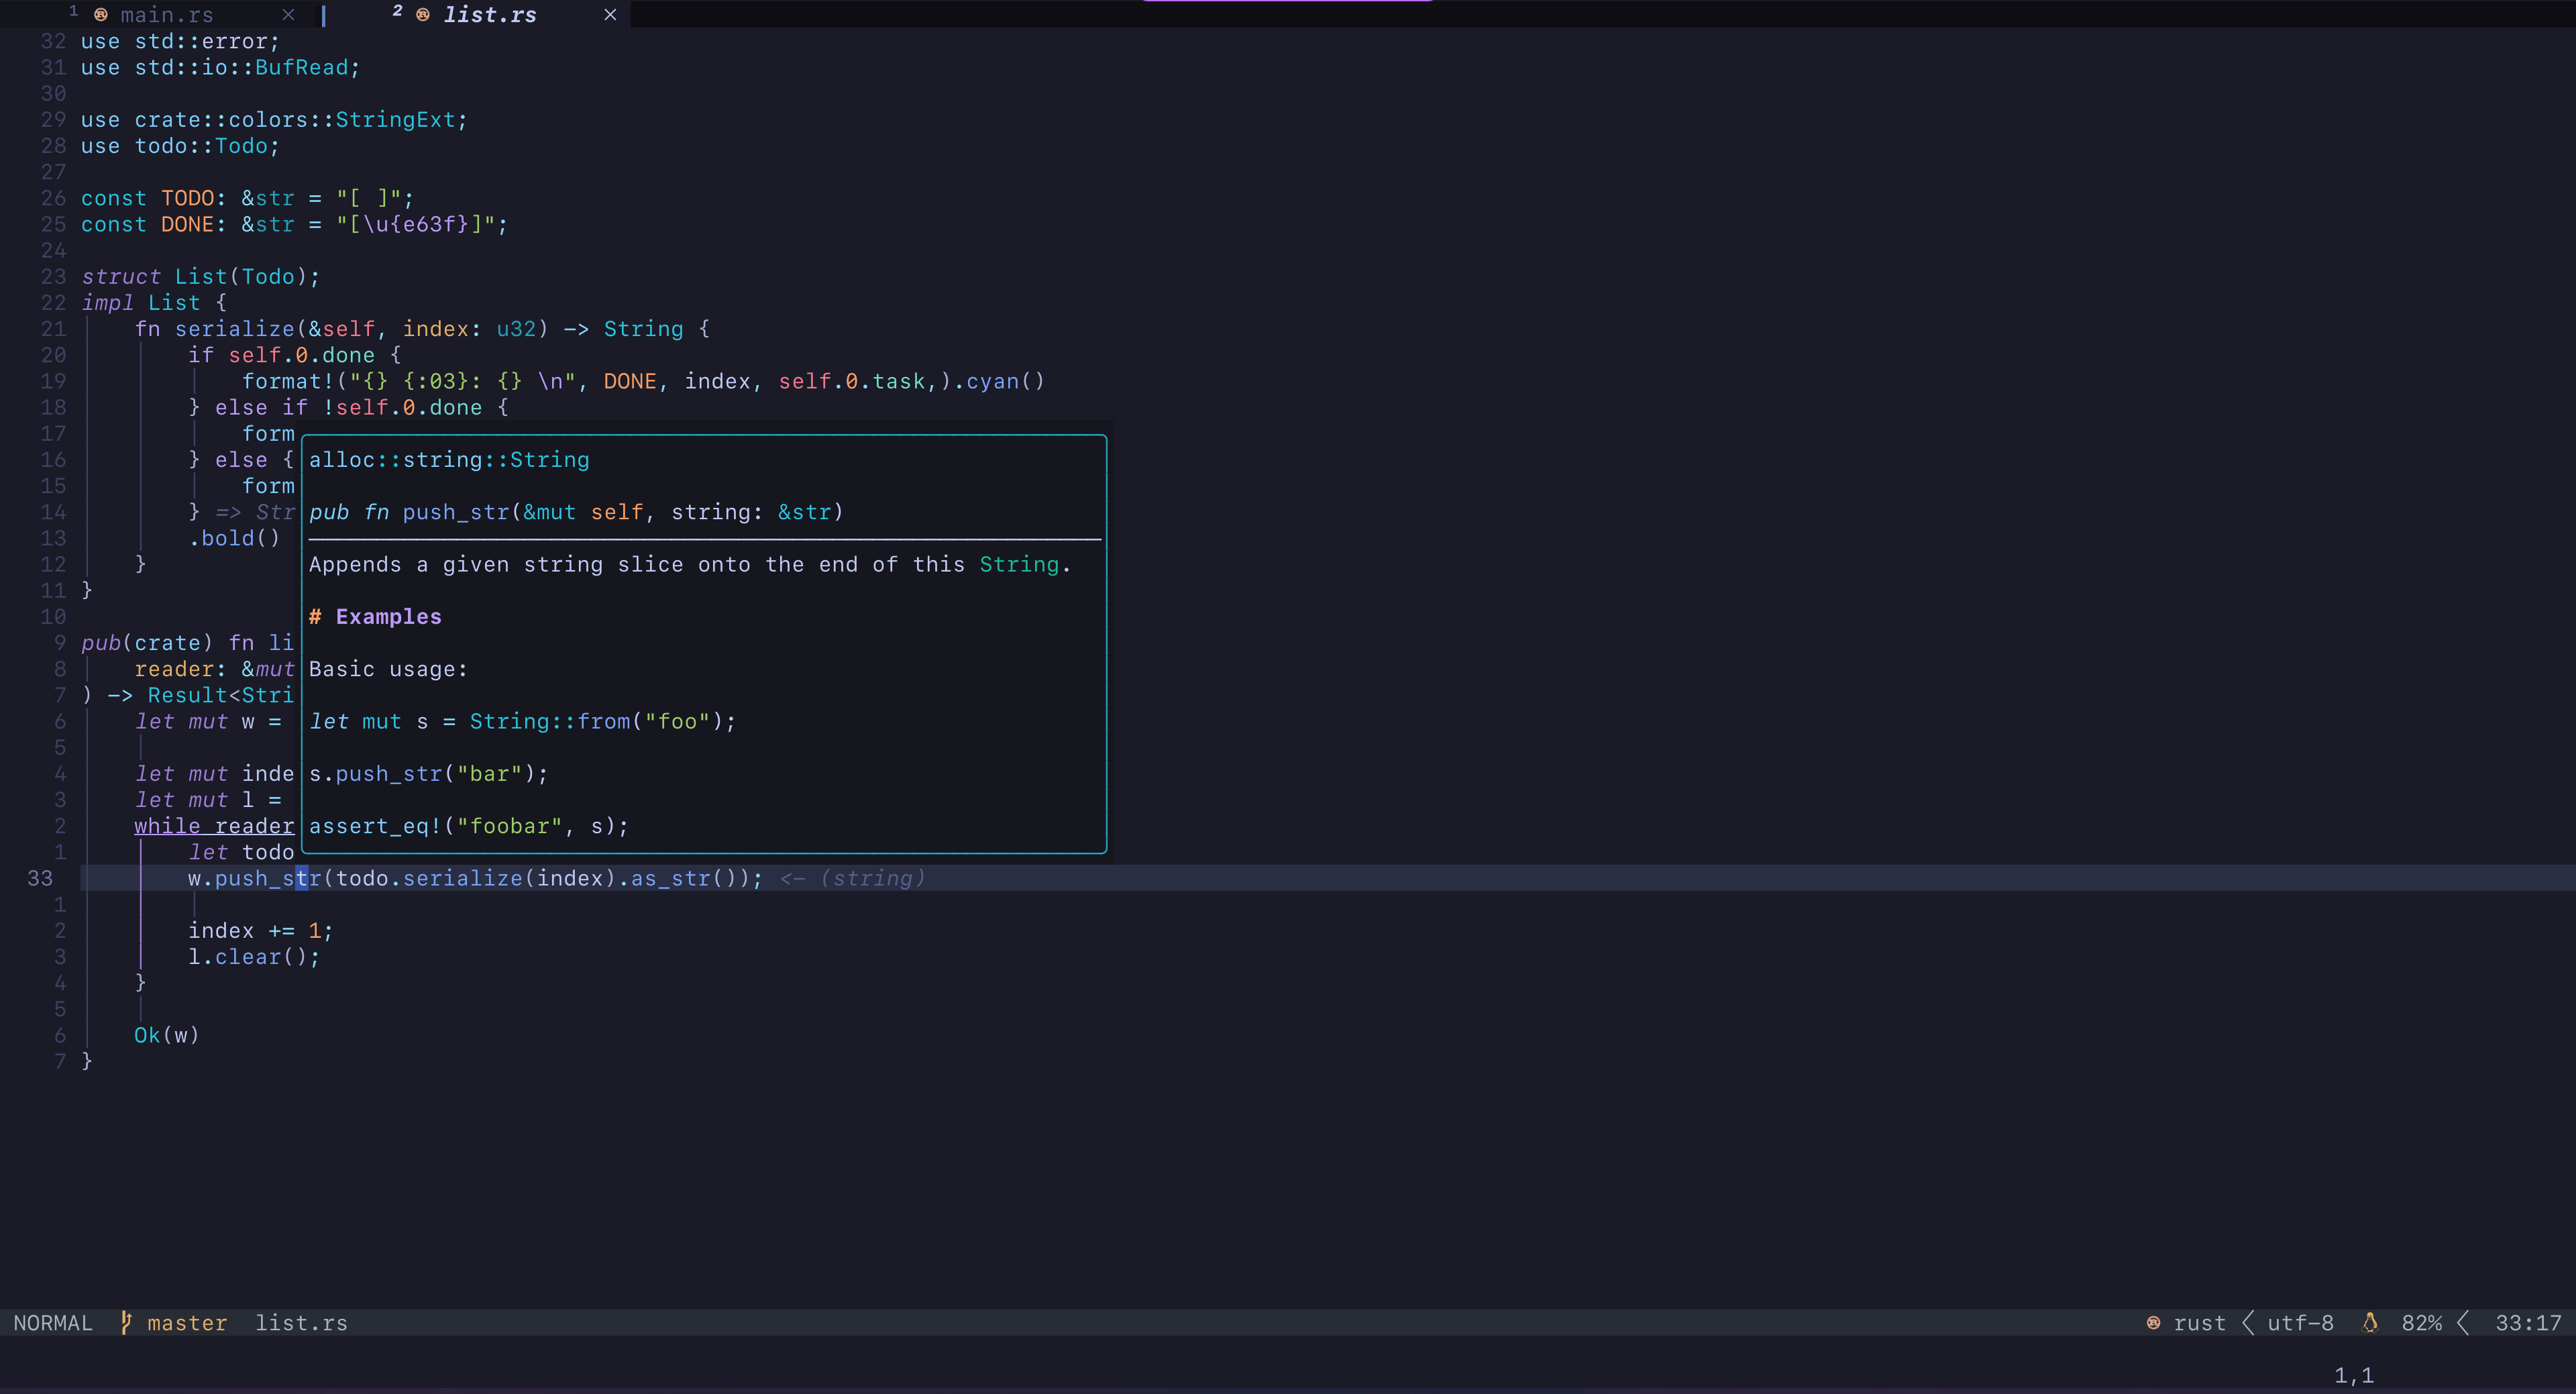 1 main.rs × 2 list.rs ×
32 use std::error;
31 use std::io::BufRead;
30
29 use crate::colors::StringExt;
28 use todo::Todo;
27
26 const TODO: &str = "[ ]";
25 const DONE: &str = "[\u{e63f}]";
24
23 struct List(Todo);
22 impl List {
21 fn serialize(&self, index: u32) -> String {
20 if self.0.done {
19 format!("{} {:03}: {} \n", DONE, index, self.0.task,).cyan()
18 } else if !self.0.done {
17 form
16 } else { alloc::string::String
15 form
14 } => Str pub fn push_str(&mut self, string: &str)
13 .bold()
12 } Appends a given string slice onto the end of this String.
11 }
10 # Examples
9 pub(crate) fn li
8 reader: &mut Basic usage:
7 ) -> Result<Stri
6 let mut w = let mut s = String::from("foo");
5
4 let mut inde s.push_str("bar");
3 let mut l =
2 while reader assert_eq!("foobar", s);
1 let todo
33 w.push_str(todo.serialize(index).as_str()); <- (string)
1
2 index += 1;
3 l.clear();
4 }
5
6 Ok(w)
7 }
NORMAL master list.rs rust utf-8 82% 33:17
1,1